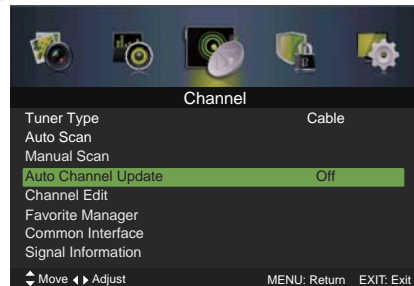 Channel
Tuner Type Cable
Auto Scan
Manual Scan
Auto Channel Update Off
Channel Edit
Favorite Manager
Common Interface
Signal Information
Move Adjust MENU: Return EXIT: Exit